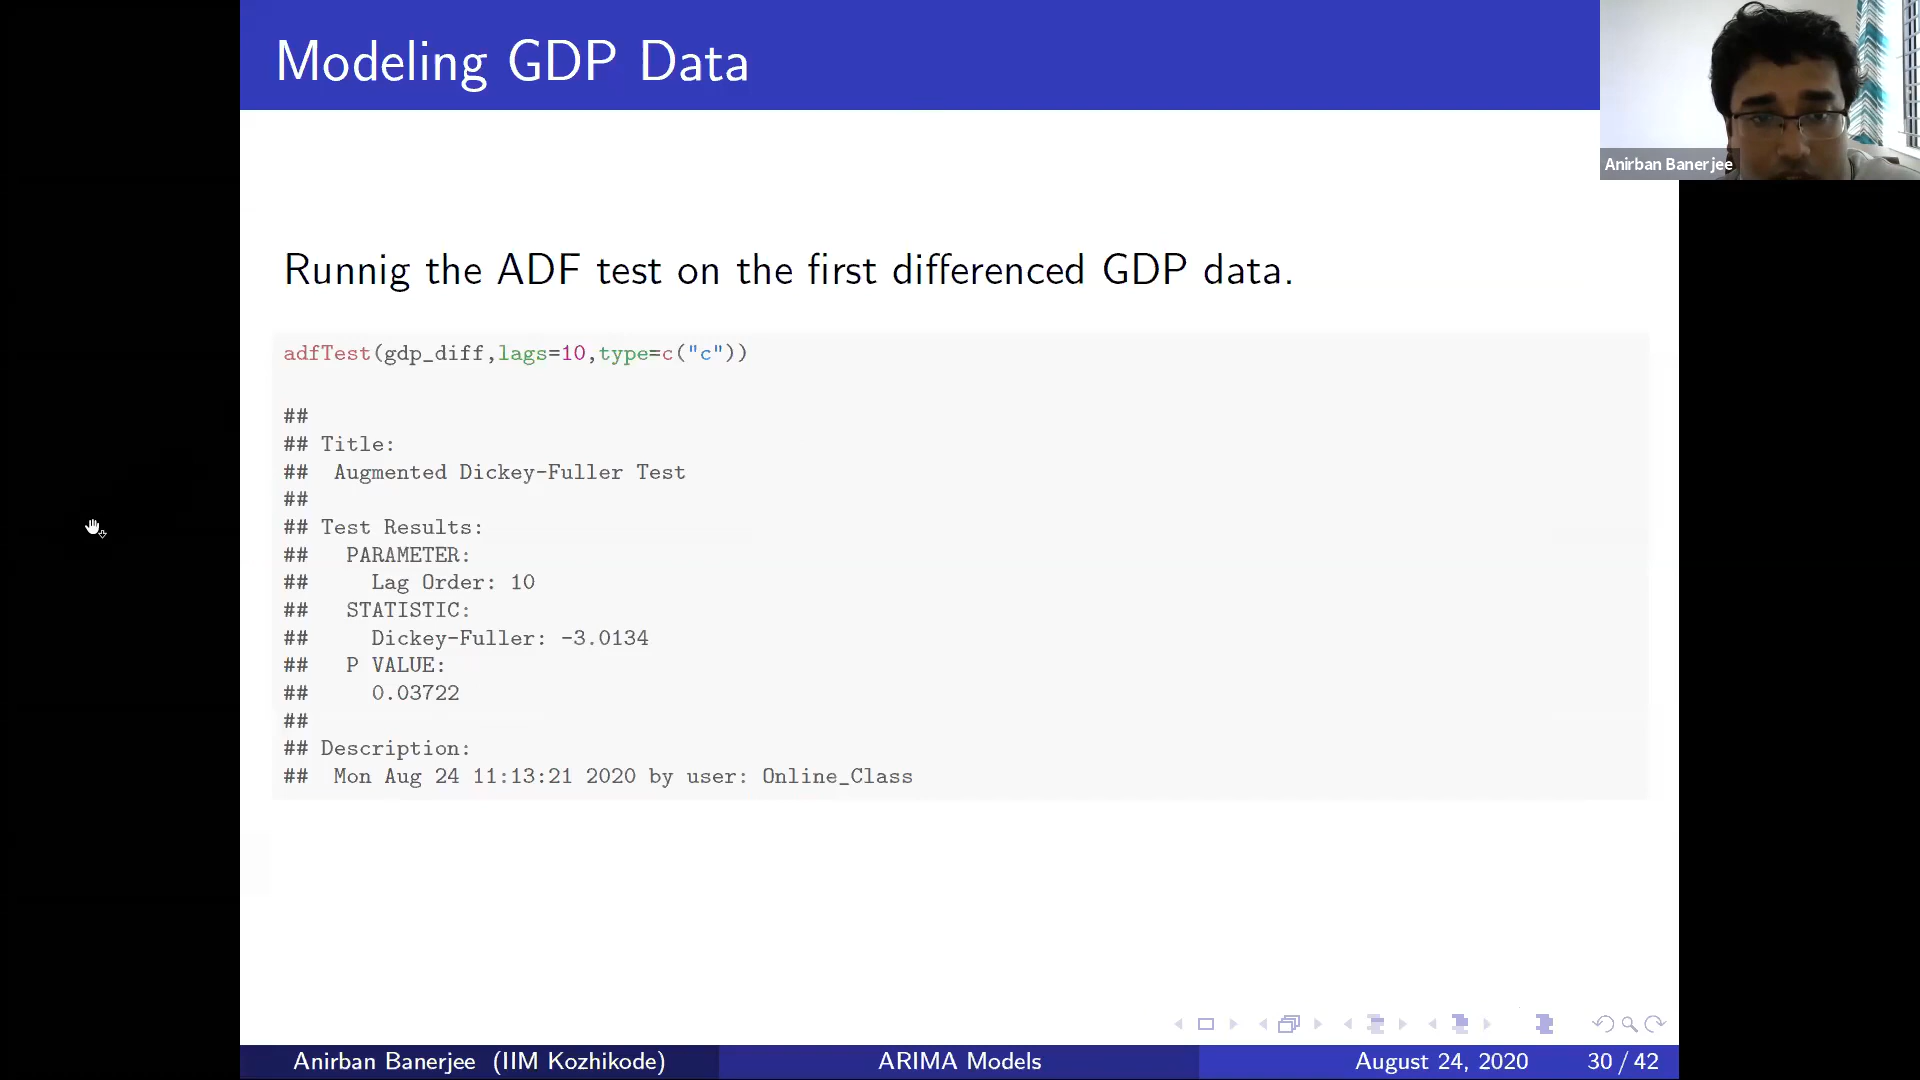 Modeling GDP Data
Anirban Banerjee
Runnig the ADF test on the first differenced GDP data.
adfTest(gdp_diff,lags=10,type=c("c"))
##
## Title:
##  Augmented Dickey-Fuller Test
##
## Test Results:
##   PARAMETER:
##     Lag Order: 10
##   STATISTIC:
##     Dickey-Fuller: -3.0134
##   P VALUE:
##     0.03722
##
## Description:
##  Mon Aug 24 11:13:21 2020 by user: Online_Class
Anirban Banerjee (IIM Kozhikode) ARIMA Models August 24, 2020 30 / 42